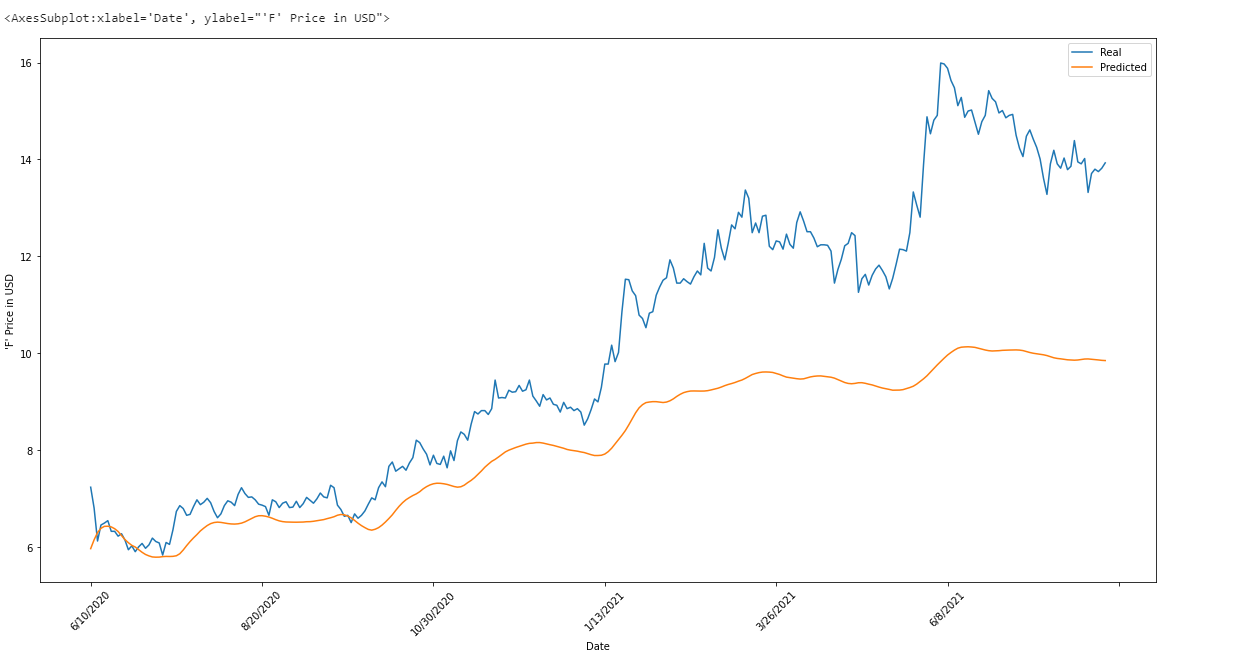 <AxesSubplot:xlabel='Date', ylabel="'F' Price in USD">
Real
Predicted
16
14
12
10
8
6
'F' Price in USD
6/10/2020
8/20/2020
10/30/2020
1/13/2021
3/26/2021
6/8/2021
Date